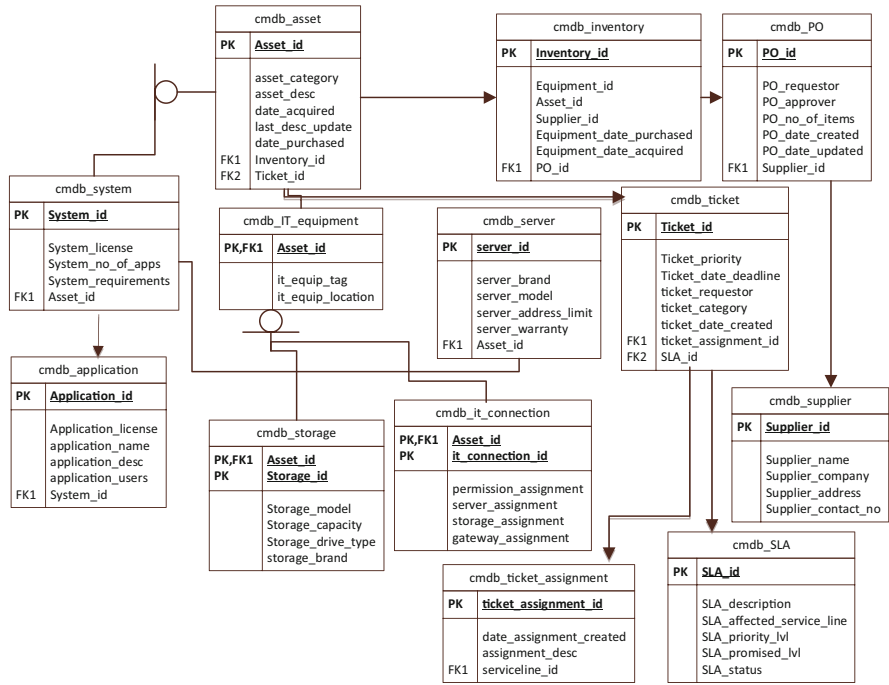 cmdb_asset
PK Asset_id
asset_category
asset_desc
date_acquired
last_desc_update
date_purchased
FK1 Inventory_id
FK2 Ticket_id
cmdb_inventory
PK Inventory_id
Equipment_id
Asset_id
Supplier_id
Equipment_date_purchased
Equipment_date_acquired
FK1 PO_id
cmdb_PO
PK PO_id
PO_requestor
PO_approver
PO_no_of_items
PO_date_created
PO_date_updated
FK1 Supplier_id
cmdb_system
PK System_id
System_license
System_no_of_apps
System_requirements
FK1 Asset_id
cmdb_IT_equipment
PK,FK1 Asset_id
it_equip_tag
it_equip_location
cmdb_server
PK server_id
server_brand
server_model
server_address_limit
server_warranty
FK1 Asset_id
cmdb_ticket
PK Ticket_id
Ticket_priority
Ticket_date_deadline
ticket_requestor
ticket_category
ticket_date_created
FK1 ticket_assignment_id
FK2 SLA_id
cmdb_application
PK Application_id
Application_license
application_name
application_desc
application_users
FK1 System_id
cmdb_storage
PK,FK1 Asset_id
PK Storage_id
Storage_model
Storage_capacity
Storage_drive_type
storage_brand
cmdb_it_connection
PK,FK1 Asset_id
PK it_connection_id
permission_assignment
server_assignment
storage_assignment
gateway_assignment
cmdb_supplier
PK Supplier_id
Supplier_name
Supplier_company
Supplier_address
Supplier_contact_no
cmdb_ticket_assignment
PK ticket_assignment_id
date_assignment_created
assignment_desc
FK1 serviceline_id
cmdb_SLA
PK SLA_id
SLA_description
SLA_affected_service_line
SLA_priority_lvl
SLA_promised_lvl
SLA_status